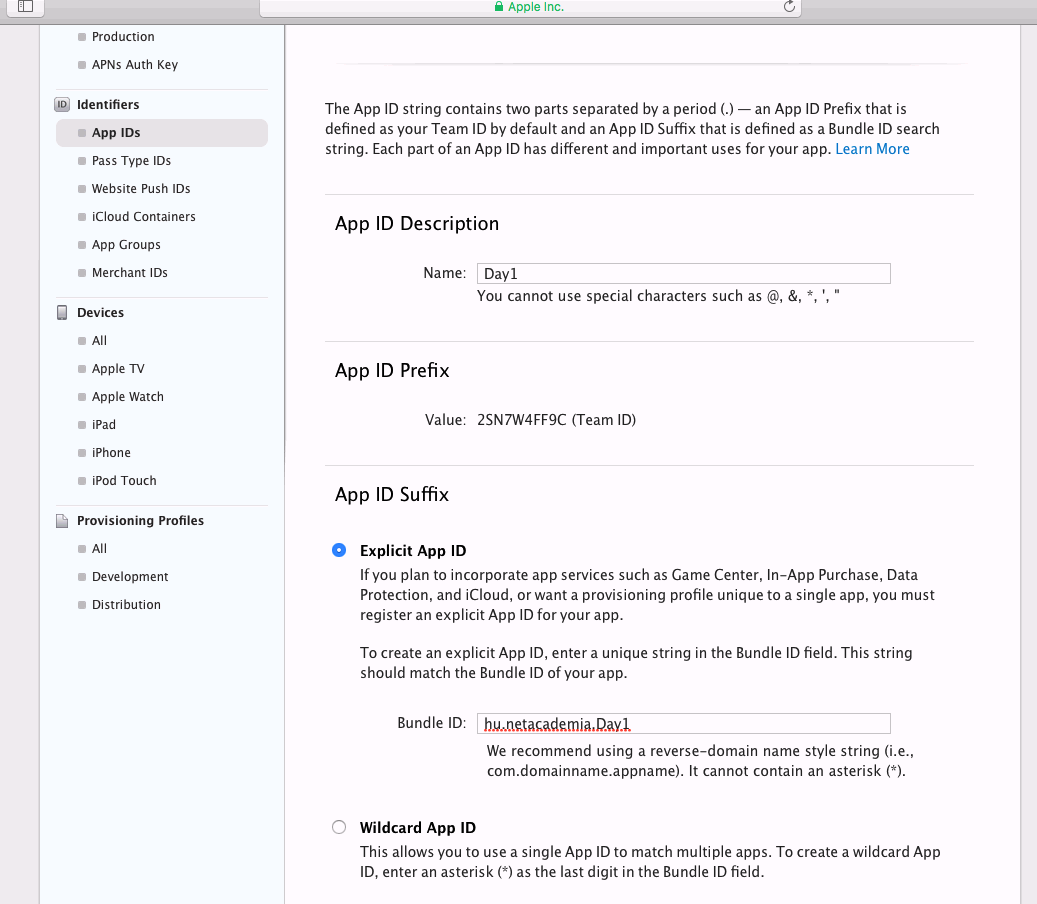 Apple Inc.
Production
APNs Auth Key
ID Identifiers
App IDs
Pass Type IDs
Website Push IDs
iCloud Containers
App Groups
Merchant IDs
Devices
All
Apple TV
Apple Watch
iPad
iPhone
iPod Touch
Provisioning Profiles
All
Development
Distribution
The App ID string contains two parts separated by a period (.) — an App ID Prefix that is
defined as your Team ID by default and an App ID Suffix that is defined as a Bundle ID search
string. Each part of an App ID has different and important uses for your app. Learn More
App ID Description
Name: Day1
You cannot use special characters such as @, &, *, ', "
App ID Prefix
Value: 2SN7W4FF9C (Team ID)
App ID Suffix
Explicit App ID
If you plan to incorporate app services such as Game Center, In-App Purchase, Data
Protection, and iCloud, or want a provisioning profile unique to a single app, you must
register an explicit App ID for your app.
To create an explicit App ID, enter a unique string in the Bundle ID field. This string
should match the Bundle ID of your app.
Bundle ID: hu.netacademia.Day1
We recommend using a reverse-domain name style string (i.e.,
com.domainname.appname). It cannot contain an asterisk (*).
Wildcard App ID
This allows you to use a single App ID to match multiple apps. To create a wildcard App
ID, enter an asterisk (*) as the last digit in the Bundle ID field.